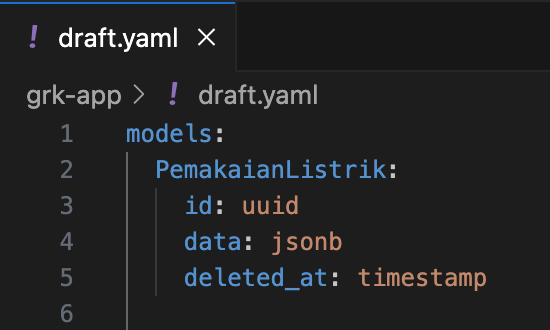 ! draft.yaml ×
grk-app > ! draft.yaml
1 models:
2 PemakaianListrik:
3 id: uuid
4 data: jsonb
5 deleted_at: timestamp
6